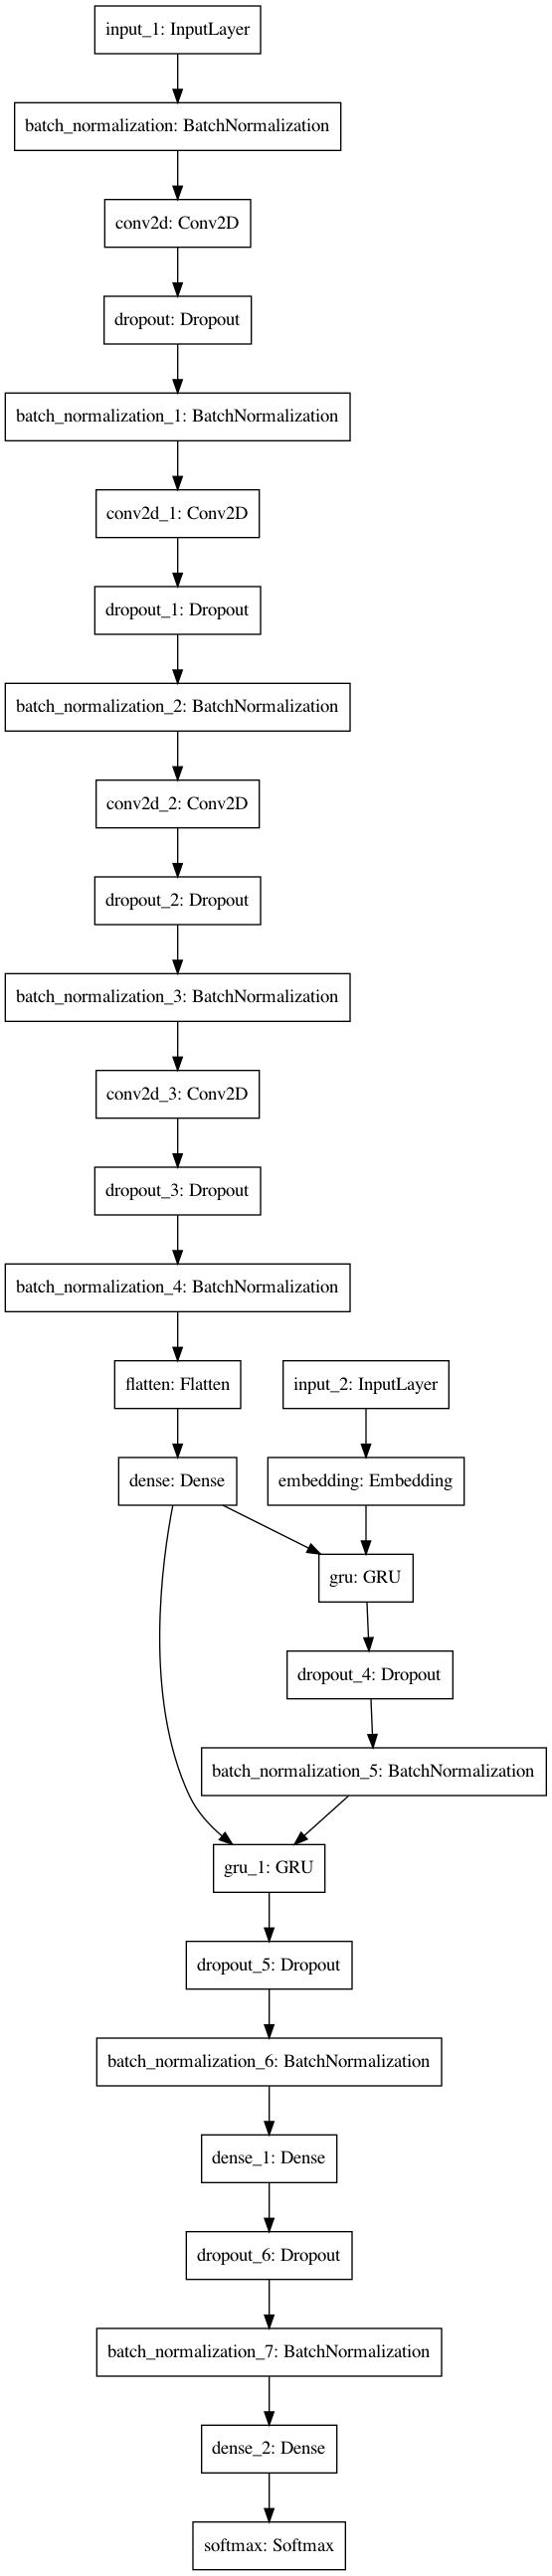 input_1: InputLayer
batch_normalization: BatchNormalization
conv2d: Conv2D
dropout: Dropout
batch_normalization_1: BatchNormalization
conv2d_1: Conv2D
dropout_1: Dropout
batch_normalization_2: BatchNormalization
conv2d_2: Conv2D
dropout_2: Dropout
batch_normalization_3: BatchNormalization
conv2d_3: Conv2D
dropout_3: Dropout
batch_normalization_4: BatchNormalization
flatten: Flatten
input_2: InputLayer
dense: Dense
embedding: Embedding
gru: GRU
dropout_4: Dropout
batch_normalization_5: BatchNormalization
gru_1: GRU
dropout_5: Dropout
batch_normalization_6: BatchNormalization
dense_1: Dense
dropout_6: Dropout
batch_normalization_7: BatchNormalization
dense_2: Dense
softmax: Softmax